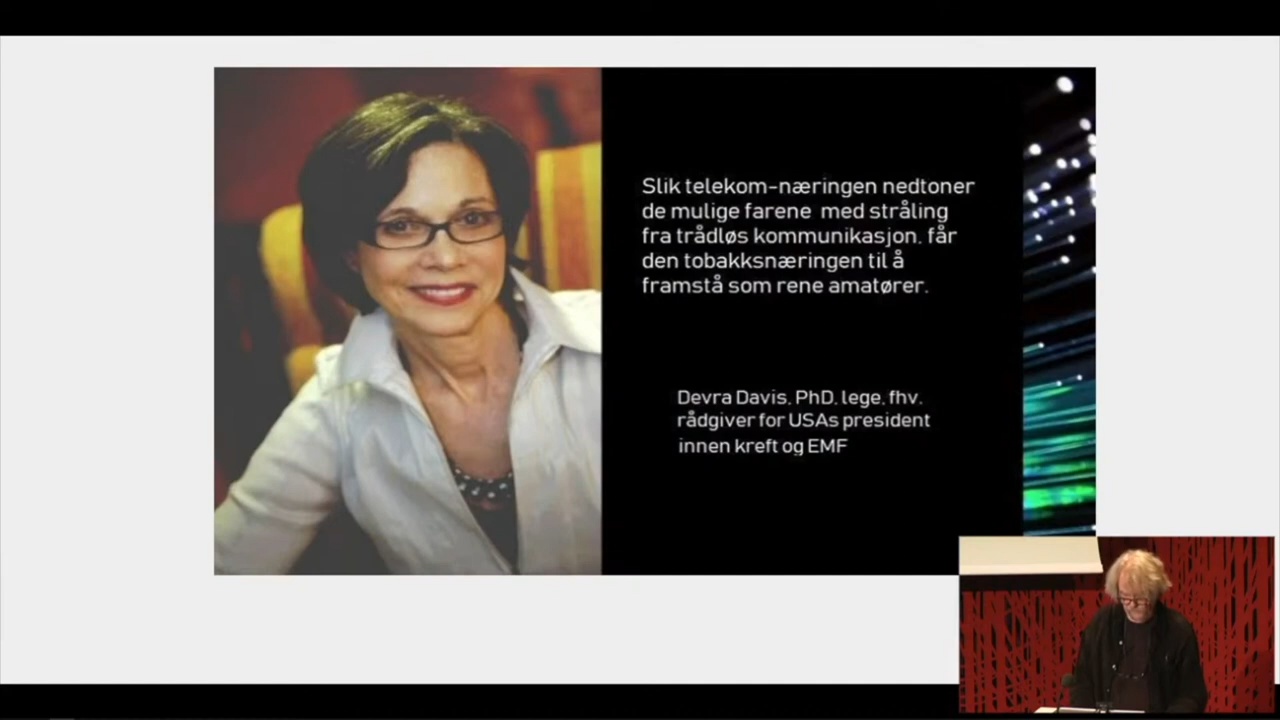 Slik telekom-næringen nedtoner
de mulige farene med stråling
fra trådløs kommunikasjon, får
den tobakksnæringen til å
framstå som rene amatører.
Devra Davis, PhD, lege, fhv.
rådgiver for USAs president
innen kreft og EMF